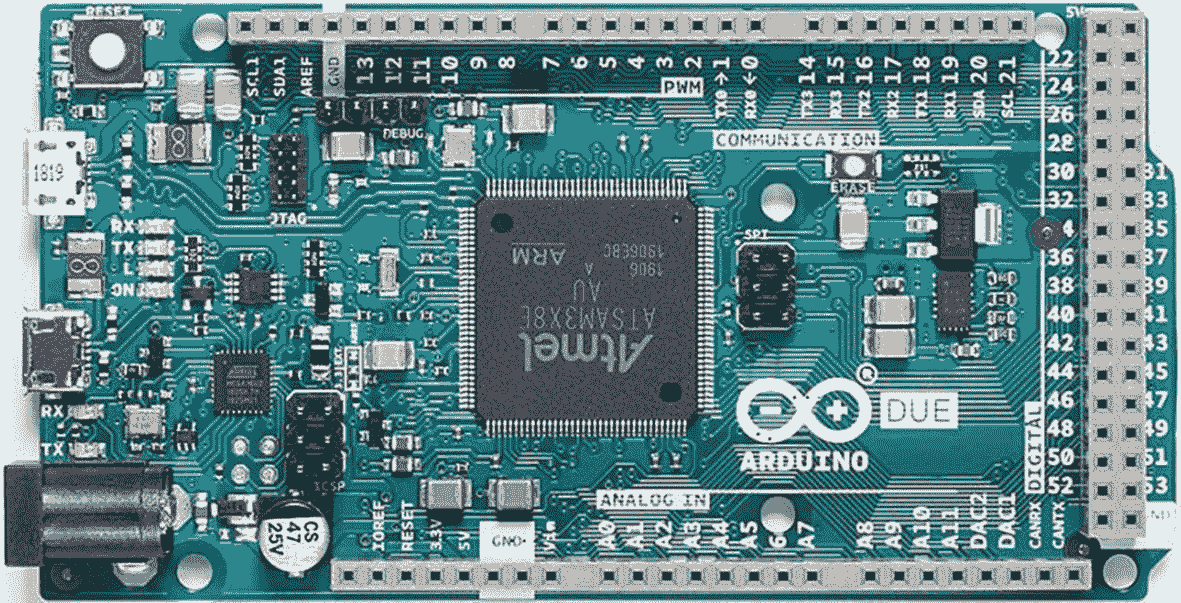 RESET
5V
SCL1
SDA1
AREF
GND
13
12
11
10
9
8
7
6
5
4
3
2
TX0→1
RX0←0
TX3 14
RX3 15
TX2 16
RX2 17
TX1 18
RX1 19
SDA 20
SCL 21
PWM
DEBUG
COMMUNICATION
ERASE
JTAG
1819
RX
TX
L
SPI
ARM
1906ERC
1906
A
AU
ATSAM3X8E
Atmel
22
24
26
28
30 31
32 33
4 35
36 37
38 39
40 41
42 43
44 45
46 47
48 49
50 51
52 53
GND
DIGITAL
®
DUE
ARDUINO
RX
TX
ICSP
CS
47
25V
ANALOG IN
IOREF
RESET
3.3V
5V
GND
Vin
A0
A1
A2
A3
A4
A5
6
A7
A8
A9
A10
A11
DAC2
DAC1
CANRX
CANTX